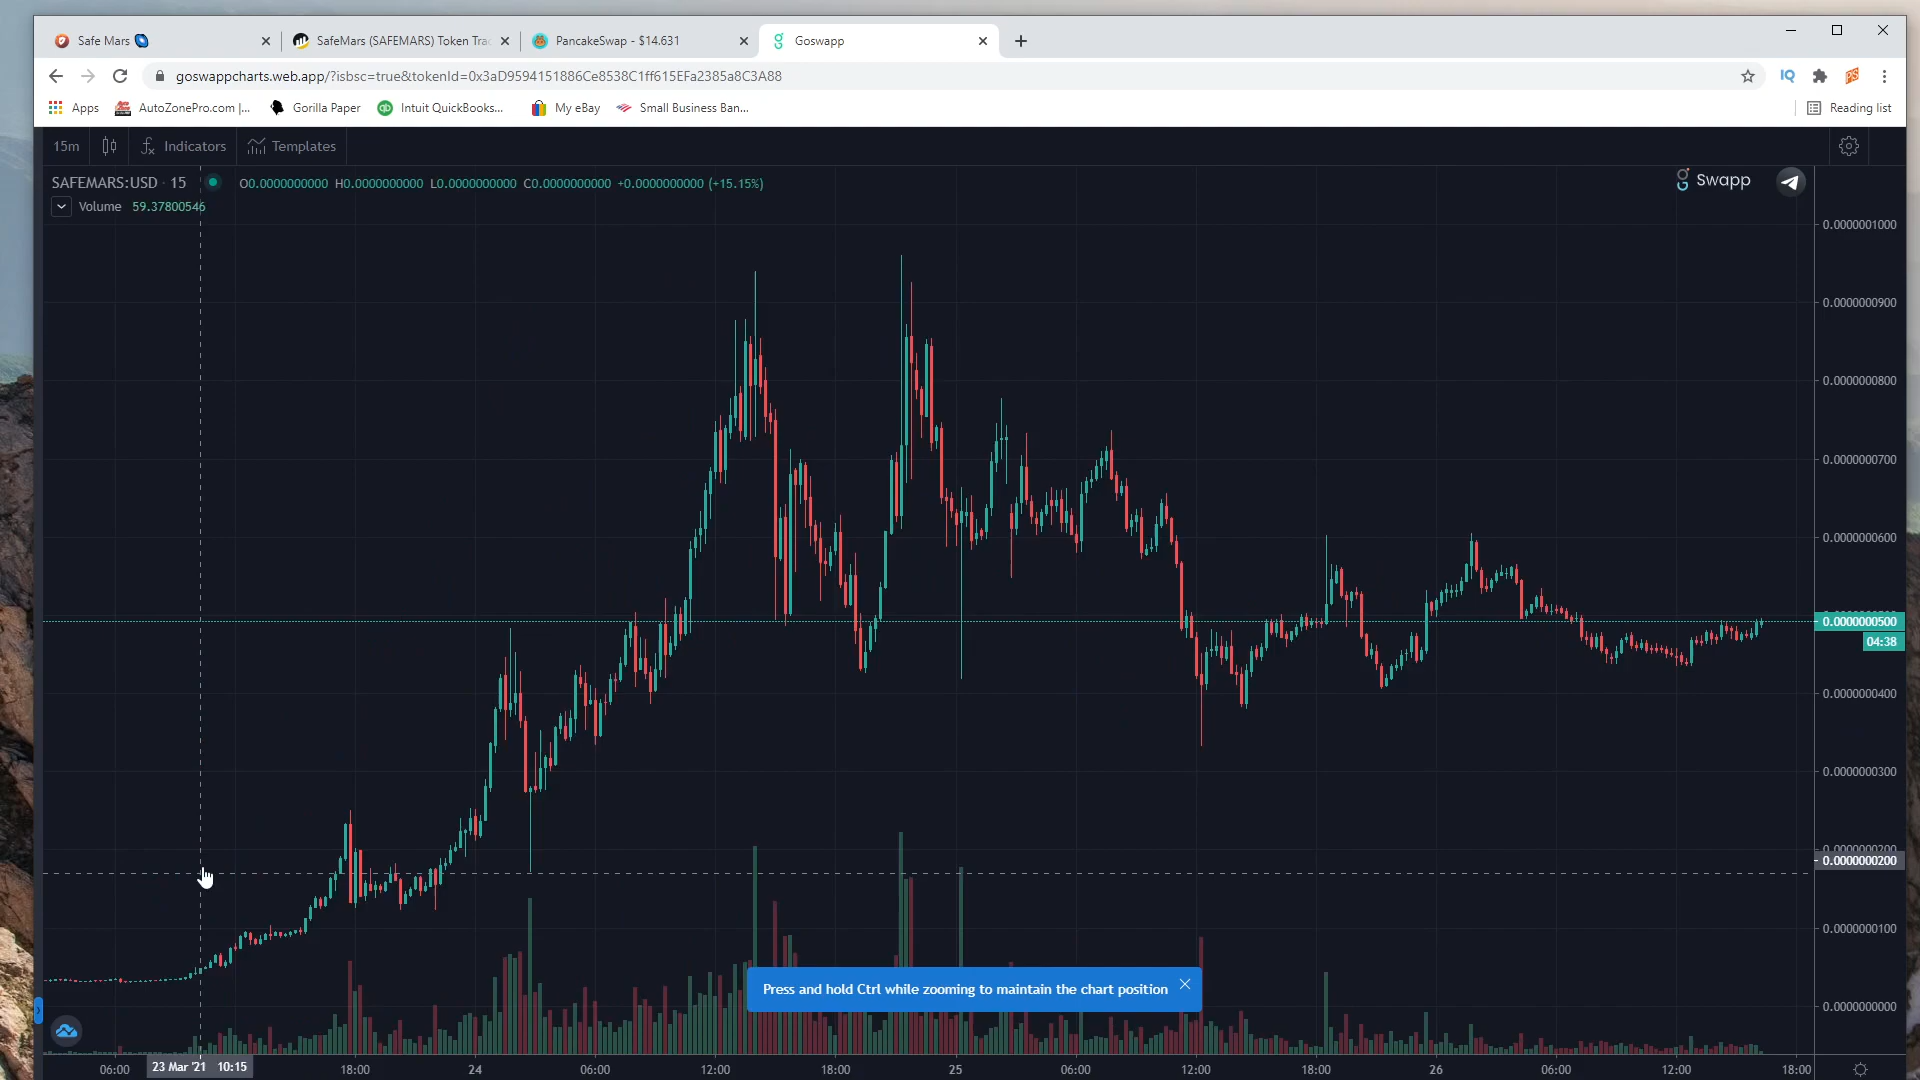 Safe Mars
SafeMars (SAFEMARS) Token Tra
PancakeSwap - $14.631
Goswapp
goswappcharts.web.app/?isbsc=true&tokenId=0x3aD9594151886Ce8538C1ff615EFa2385a8C3A88
Apps
AutoZonePro.com |...
Gorilla Paper
Intuit QuickBooks...
My eBay
Small Business Ban...
Reading list
15m
Indicators
Templates
SAFEMARS:USD · 15
O0.0000000000 H0.0000000000 L0.0000000000 C0.0000000000 +0.0000000000 (+15.15%)
Volume 59.37800546
Swapp
0.0000001000
0.0000000900
0.0000000800
0.0000000700
0.0000000600
0.0000000500
04:38
0.0000000400
0.0000000300
0.0000000200
0.0000000100
0.0000000000
Press and hold Ctrl while zooming to maintain the chart position
06:00
23 Mar '21 10:15
18:00
24
06:00
12:00
18:00
25
06:00
12:00
18:00
26
06:00
12:00
18:00